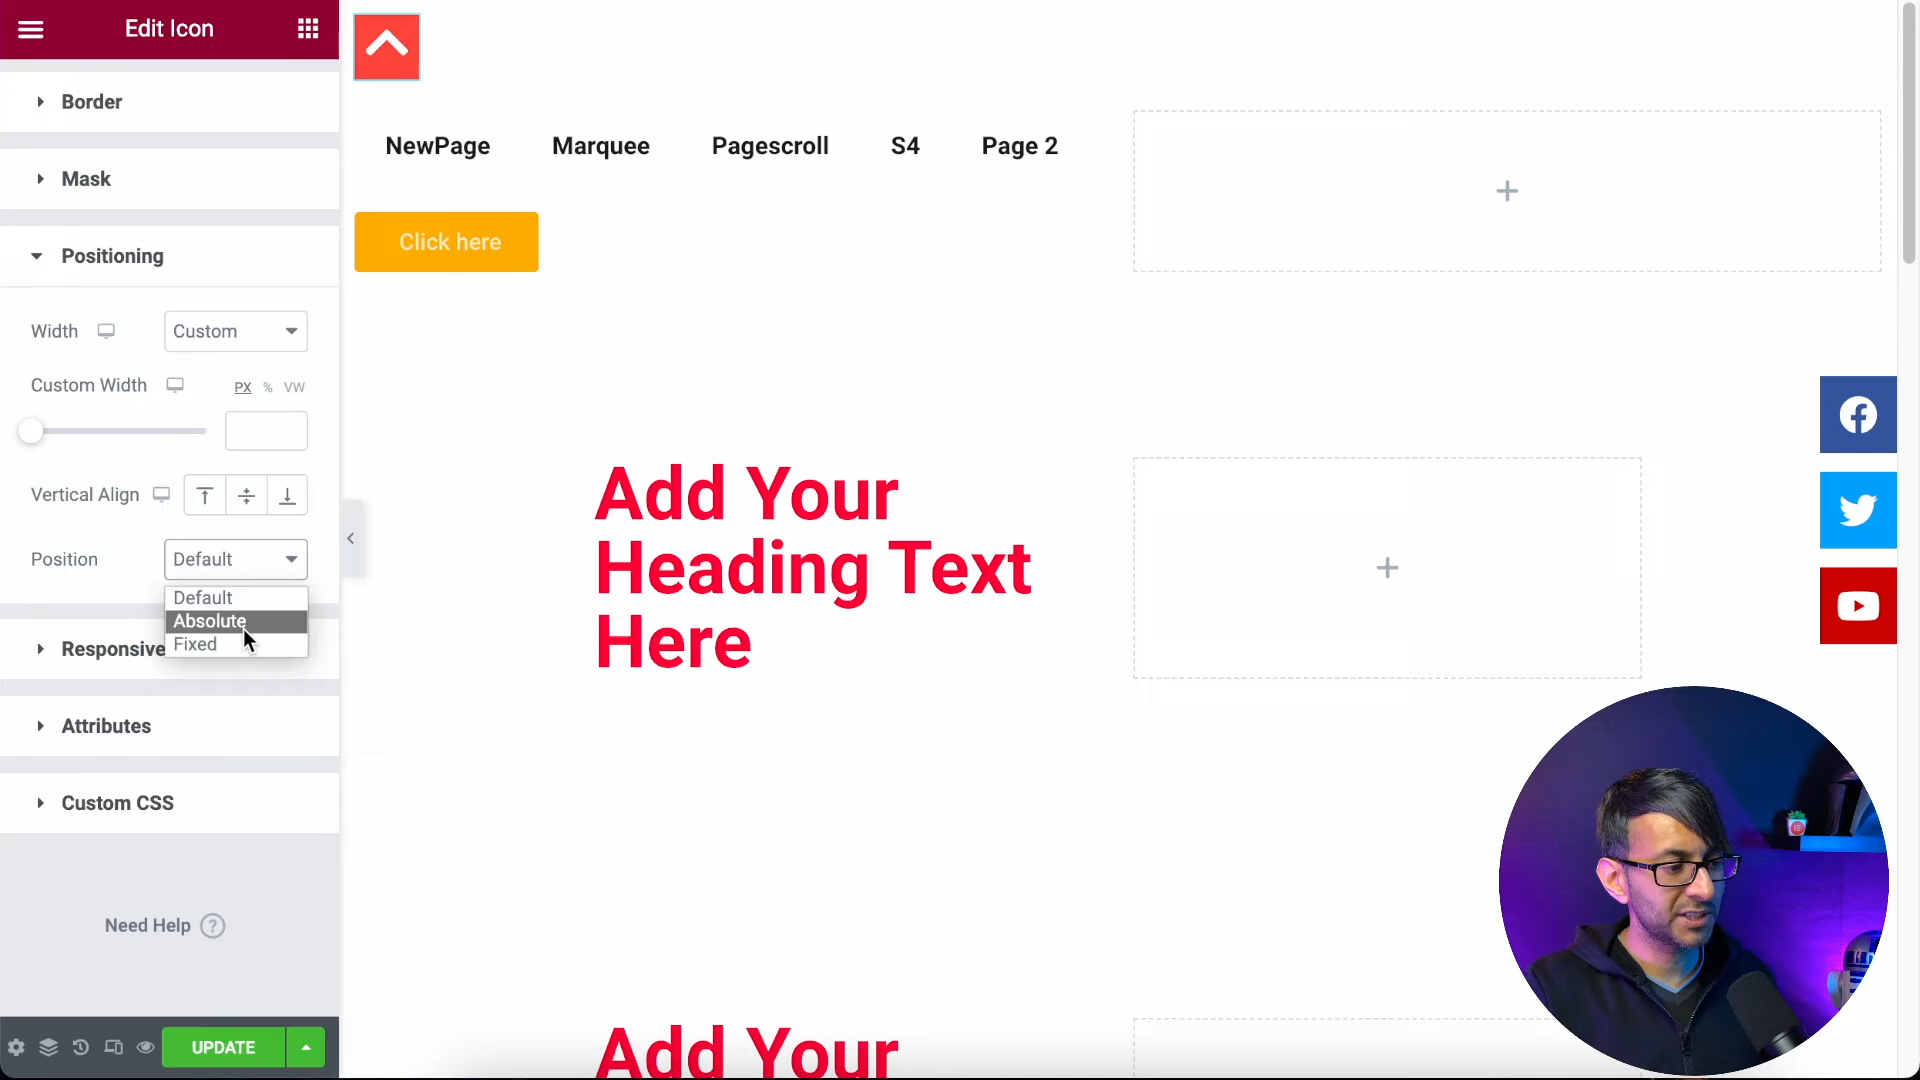 Edit Icon
Border
Mask
Positioning
Width
Custom
Custom Width
PX % VW
Vertical Align
Position
Default
Default
Absolute
Fixed
Responsive
Attributes
Custom CSS
Need Help ?
UPDATE
NewPage Marquee Pagescroll S4 Page 2
Click here
Add Your
Heading Text
Here
Add Your